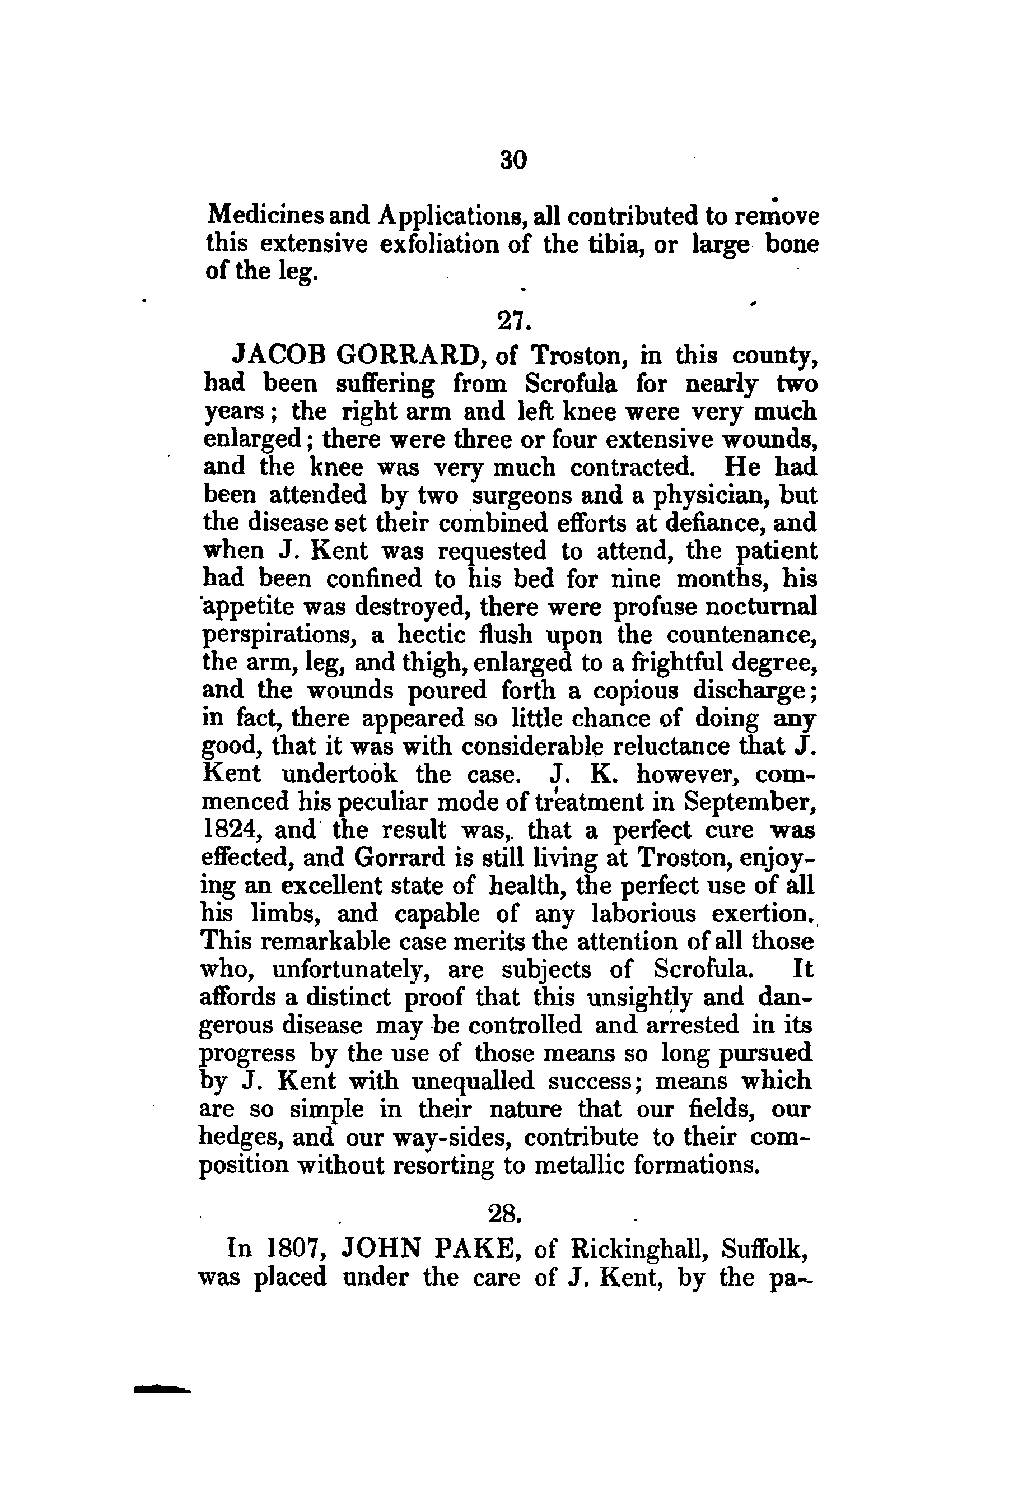 30
Medicines and Applications, all contributed to remove
this extensive exfoliation of the tibia, or large bone
of the leg.
27.
JACOB GORRARD, of Troston, in this county,
had been suffering from Scrofula for nearly two
years; the right arm and left knee were very much
enlarged; there were three or four extensive wounds,
and the knee was very much contracted. He had
been attended by two surgeons and a physician, but
the disease set their combined efforts at defiance, and
when J. Kent was requested to attend, the patient
had been confined to his bed for nine months, his
appetite was destroyed, there were profuse nocturnal
perspirations, a hectic flush upon the countenance,
the arm, leg, and thigh, enlarged to a frightful degree,
and the wounds poured forth a copious discharge;
in fact, there appeared so little chance of doing any
good, that it was with considerable reluctance that J.
Kent undertook the case. J. K. however, com-
menced his peculiar mode of treatment in September,
1824, and the result was, that a perfect cure was
effected, and Gorrard is still living at Troston, enjoy-
ing an excellent state of health, the perfect use of all
his limbs, and capable of any laborious exertion.
This remarkable case merits the attention of all those
who, unfortunately, are subjects of Scrofula. It
affords a distinct proof that this unsightly and dan-
gerous disease may be controlled and arrested in its
progress by the use of those means so long pursued
by J. Kent with unequalled success; means which
are so simple in their nature that our fields, our
hedges, and our way-sides, contribute to their com-
position without resorting to metallic formations.
28.
In 1807, JOHN PAKE, of Rickinghall, Suffolk,
was placed under the care of J. Kent, by the pa-